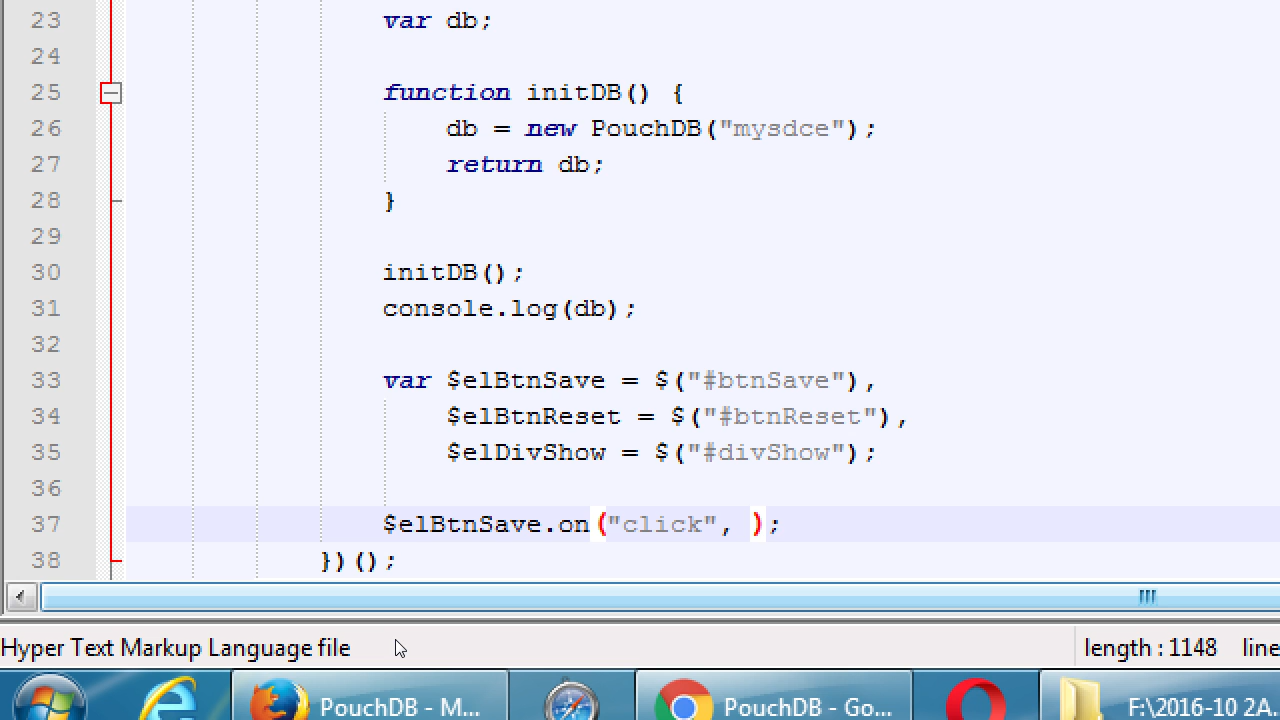 23 var db;
24
25 function initDB() {
26 db = new PouchDB("mysdce");
27 return db;
28 }
29
30 initDB();
31 console.log(db);
32
33 var $elBtnSave = $("#btnSave"),
34 $elBtnReset = $("#btnReset"),
35 $elDivShow = $("#divShow");
36
37 $elBtnSave.on("click", );
38 })();
Hyper Text Markup Language file length : 1148 line
PouchDB - M... PouchDB - Go... F:\2016-10 2A.